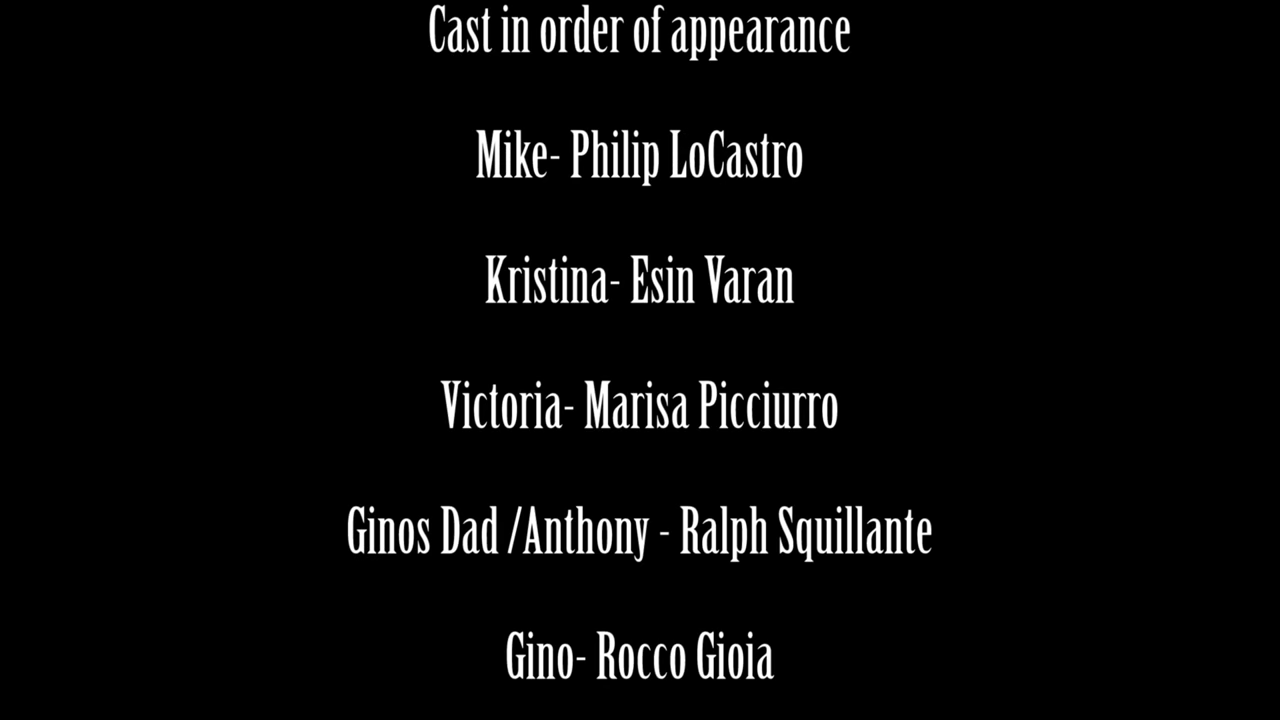 Cast in order of appearance
Mike- Philip LoCastro
Kristina- Esin Varan
Victoria- Marisa Picciurro
Ginos Dad /Anthony - Ralph Squillante
Gino- Rocco Gioia